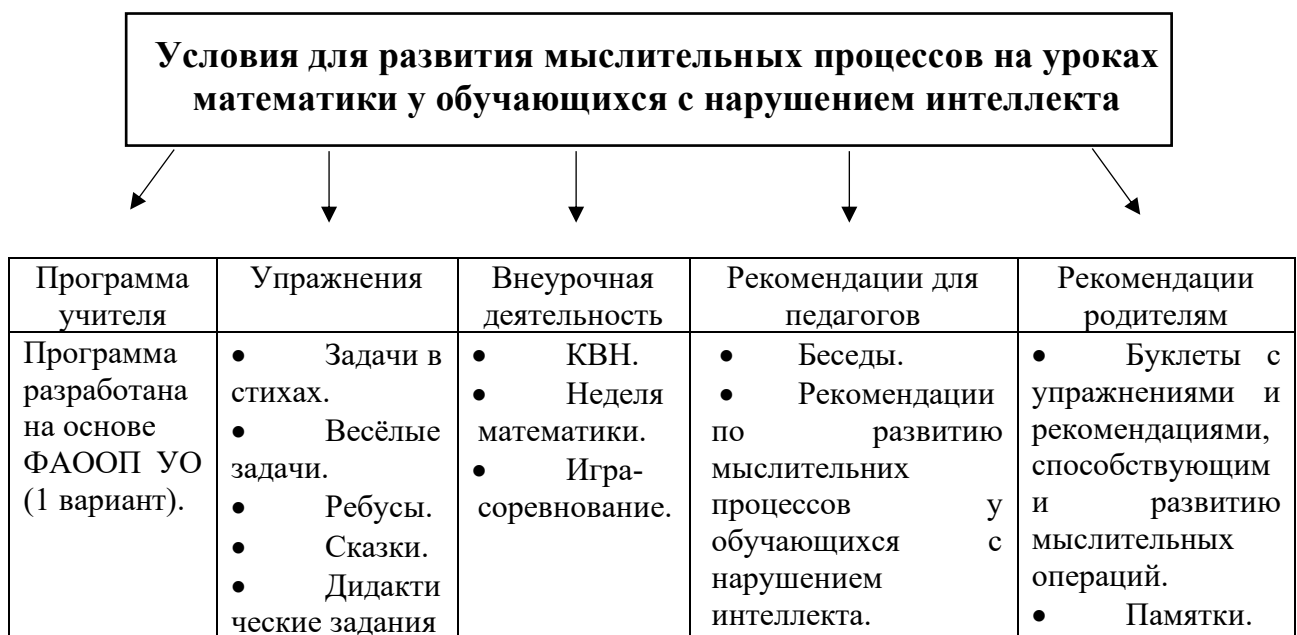 Условия для развития мыслительных процессов на уроках
математики у обучающихся с нарушением интеллекта
Программа
учителя
Упражнения
Внеурочная
деятельность
Рекомендации для
педагогов
Рекомендации
родителям
Программа
разработана
на основе
ФАООП УО
(1 вариант).
• Задачи в
стихах.
• Весёлые
задачи.
• Ребусы.
• Сказки.
• Дидакти
ческие задания
• КВН.
• Неделя
математики.
• Игра-
соревнование.
• Беседы.
• Рекомендации
по развитию
мыслительних
процессов у
обучающихся с
нарушением
интеллекта.
• Буклеты с
упражнениями и
рекомендациями,
способствующим
и развитию
мыслительных
операций.
• Памятки.